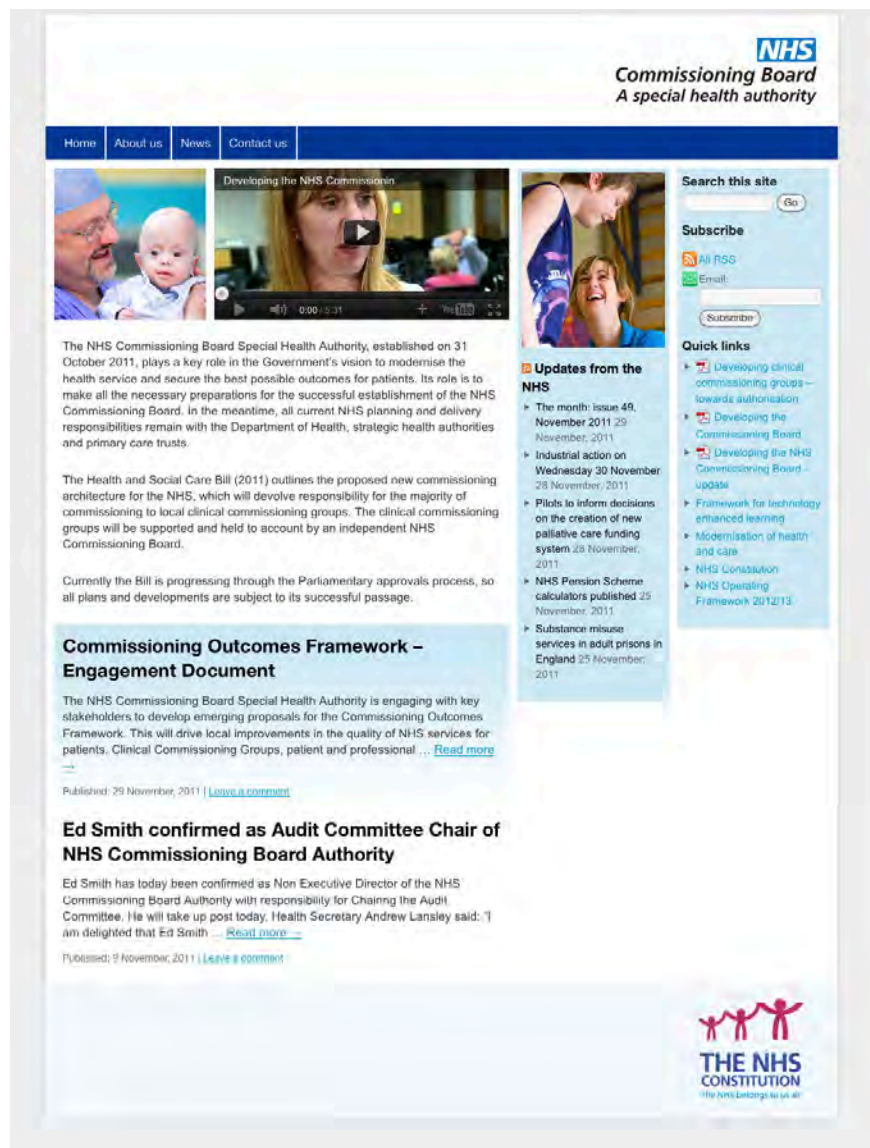 NHS
Commissioning Board
A special health authority
Home
About us
News
Contact us
Developing the NHS Commissionin
0:00 / 5:31
The NHS Commissioning Board Special Health Authority, established on 31
October 2011, plays a key role in the Government's vision to modernise the
health service and secure the best possible outcomes for patients. Its role is to
make all the necessary preparations for the successful establishment of the NHS
Commissioning Board. In the meantime, all current NHS planning and delivery
responsibilities remain with the Department of Health, strategic health authorities
and primary care trusts.
The Health and Social Care Bill (2011) outlines the proposed new commissioning
architecture for the NHS, which will devolve responsibility for the majority of
commissioning to local clinical commissioning groups. The clinical commissioning
groups will be supported and held to account by an independent NHS
Commissioning Board.
Currently the Bill is progressing through the Parliamentary approvals process, so
all plans and developments are subject to its successful passage.
Commissioning Outcomes Framework –
Engagement Document
The NHS Commissioning Board Special Health Authority is engaging with key
stakeholders to develop emerging proposals for the Commissioning Outcomes
Framework. This will drive local improvements in the quality of NHS services for
patients. Clinical Commissioning Groups, patient and professional … Read more
→
Published: 29 November, 2011 | Leave a comment
Ed Smith confirmed as Audit Committee Chair of
NHS Commissioning Board Authority
Ed Smith has today been confirmed as Non Executive Director of the NHS
Commissioning Board Authority with responsibility for Chairing the Audit
Committee. He will take up post today. Health Secretary Andrew Lansley said: "I
am delighted that Ed Smith … Read more →
Published: 9 November, 2011 | Leave a comment
Updates from the
NHS
The month: issue 49,
November 2011 29
November, 2011
Industrial action on
Wednesday 30 November
28 November, 2011
Pilots to inform decisions
on the creation of new
palliative care funding
system 28 November,
2011
NHS Pension Scheme
calculators published 25
November, 2011
Substance misuse
services in adult prisons in
England 25 November,
2011
Search this site
Go
Subscribe
All RSS
Email:
Subscribe
Quick links
Developing clinical
commissioning groups –
towards authorisation
Developing the
Commissioning Board
Developing the NHS
Commissioning Board –
update
Framework for technology
enhanced learning
Modernisation of health
and care
NHS Constitution
NHS Operating
Framework 2012/13
THE NHS
CONSTITUTION
the NHS belongs to us all